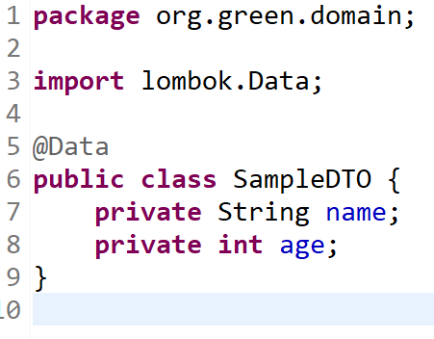 1 package org.green.domain;
2
3 import lombok.Data;
4
5 @Data
6 public class SampleDTO {
7     private String name;
8     private int age;
9 }
10